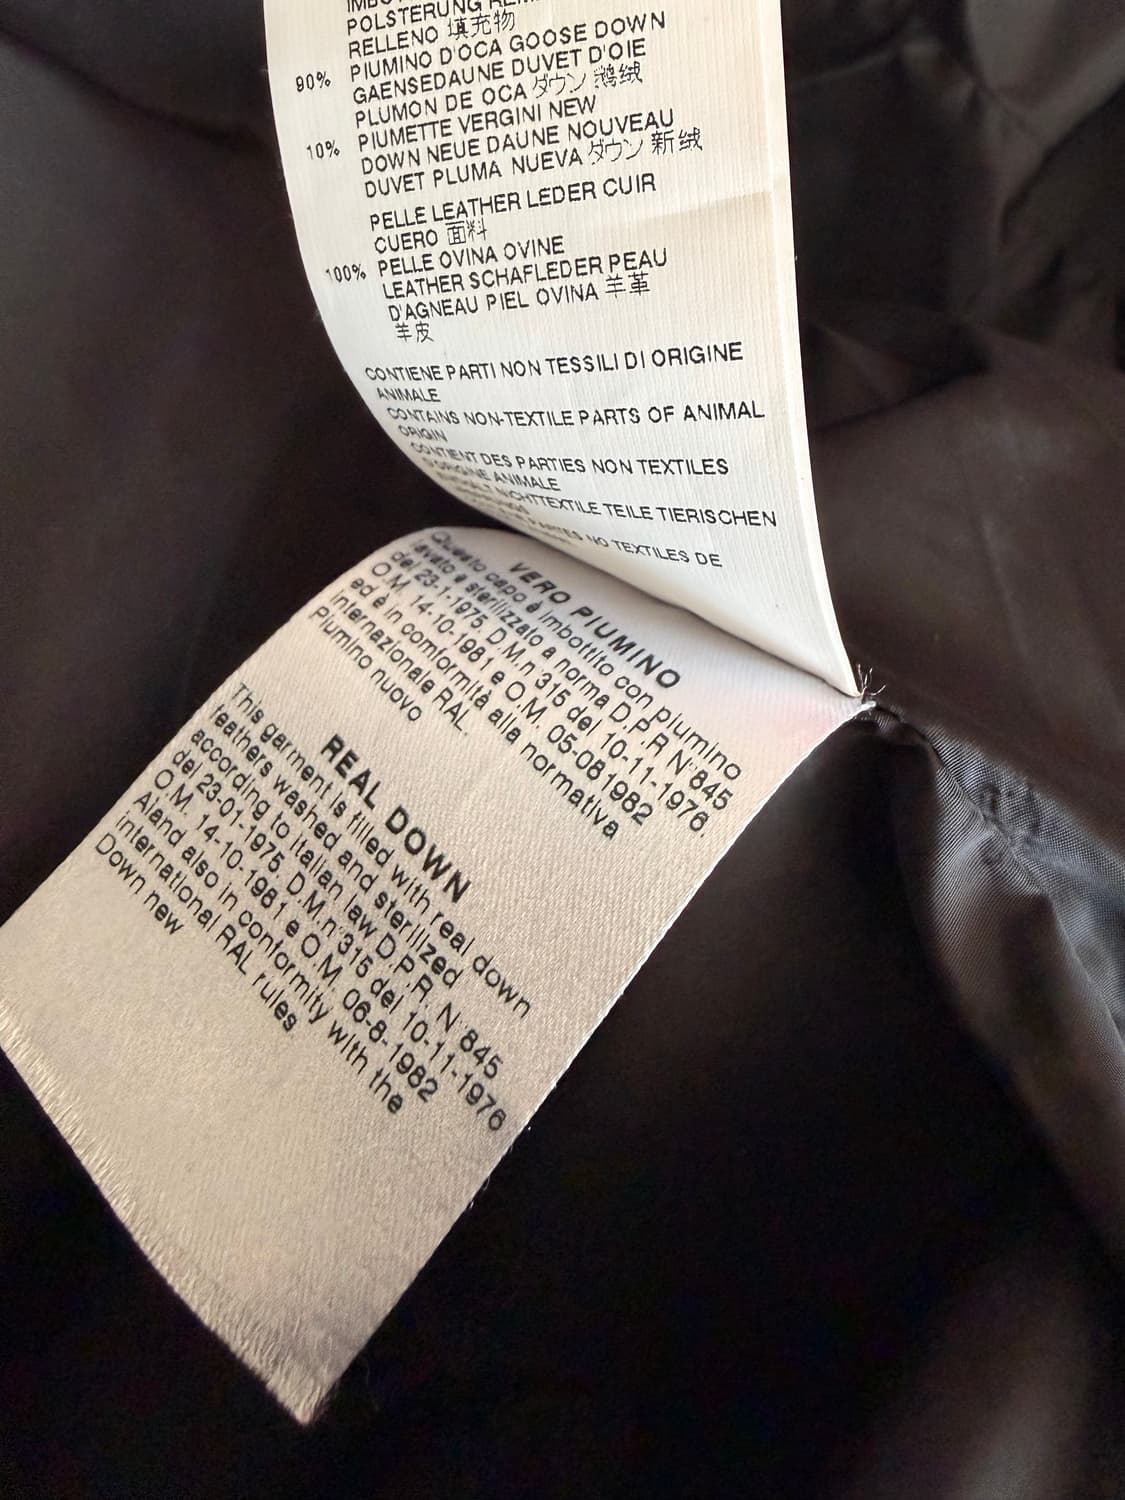 POLSTERUNG
RELLENO 填充物
90% PIUMINO D'OCA GOOSE DOWN
GAENSEDAUNE DUVET D'OIE
PLUMON DE OCA ダウン 鹅绒
10% PIUMETTE VERGINI NEW
DOWN NEUE DAUNE NOUVEAU
DUVET PLUMA NUEVA ダウン 新绒
PELLE LEATHER LEDER CUIR
CUERO 面料
100% PELLE OVINA OVINE
LEATHER SCHAFLEDER PEAU
D'AGNEAU PIEL OVINA 羊革
羊皮
CONTIENE PARTI NON TESSILI DI ORIGINE
ANIMALE
CONTAINS NON-TEXTILE PARTS OF ANIMAL
ORIGIN
CONTIENT DES PARTIES NON TEXTILES
D'ORIGINE ANIMALE
NICHTTEXTILE TEILE TIERISCHEN
PARTES NO TEXTILES DE
VERO PIUMINO
Questo capo è imbottito con piumino
lavato e sterilizzato a norma D.P.R N°845
del 23-1-1975. D.M.n°315 del 10-11-1976.
O.M. 14-10-1981 e O.M. 05-081982
ed è in comformità alla normativa
internazionale RAL.
Piumino nuovo
REAL DOWN
This garment is filled with real down
feathers washed and sterilized
according to italian law D.P.R. N°845
del 23-01-1975. D.M.n°315 del 10-11-1976
O.M. 14-10-1981 e O.M. 06-8-1982
Aland also in conformity with the
international RAL rules.
Down new